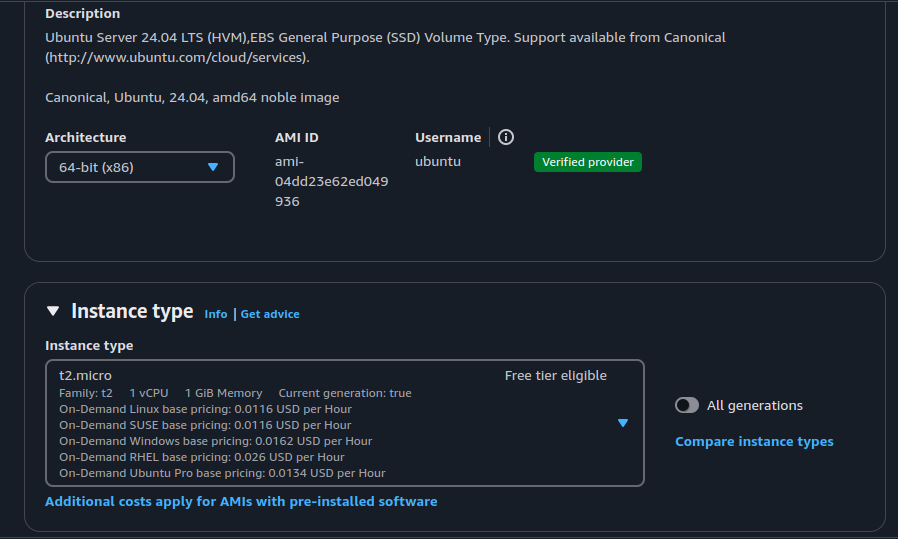 Description
Ubuntu Server 24.04 LTS (HVM),EBS General Purpose (SSD) Volume Type. Support available from Canonical
(http://www.ubuntu.com/cloud/services).
Canonical, Ubuntu, 24.04, amd64 noble image
Architecture AMI ID Username
64-bit (x86) ami- ubuntu Verified provider
04dd23e62ed049
936
Instance type Info | Get advice
Instance type
t2.micro Free tier eligible
Family: t2 1 vCPU 1 GiB Memory Current generation: true
On-Demand Linux base pricing: 0.0116 USD per Hour
On-Demand SUSE base pricing: 0.0116 USD per Hour
On-Demand Windows base pricing: 0.0162 USD per Hour
On-Demand RHEL base pricing: 0.026 USD per Hour
On-Demand Ubuntu Pro base pricing: 0.0134 USD per Hour
All generations
Compare instance types
Additional costs apply for AMIs with pre-installed software